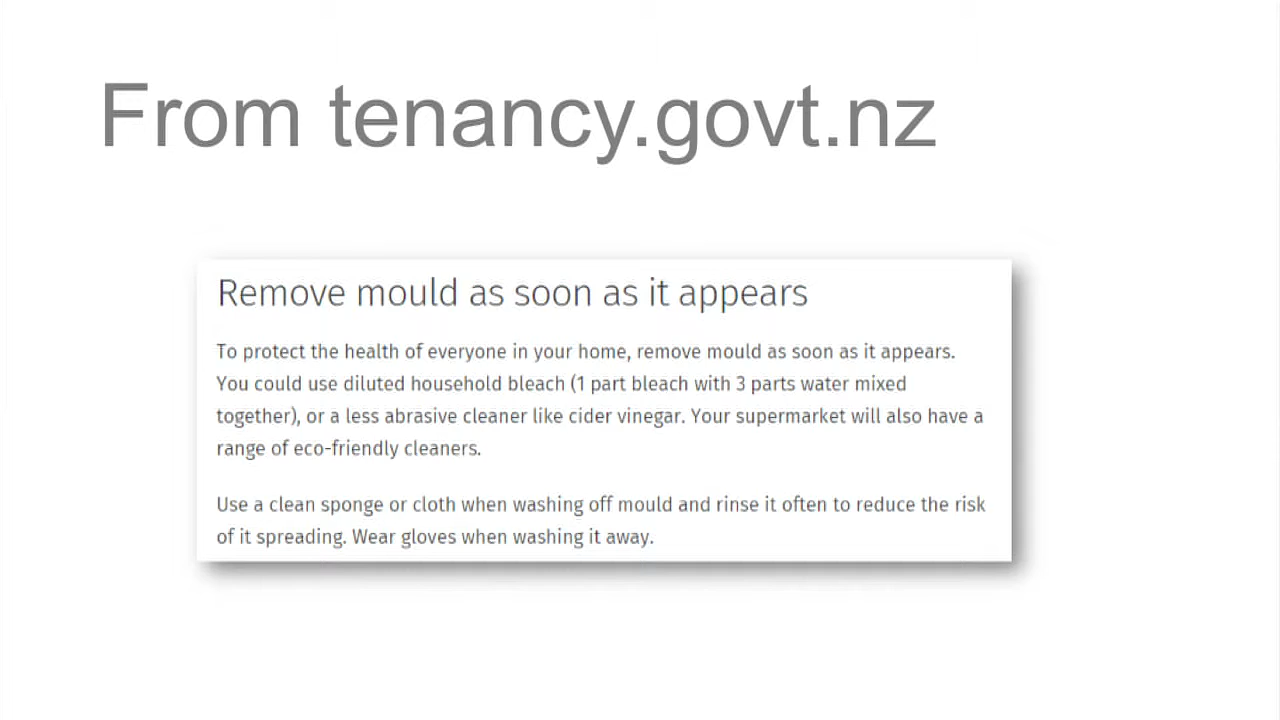 From tenancy.govt.nz
Remove mould as soon as it appears
To protect the health of everyone in your home, remove mould as soon as it appears.
You could use diluted household bleach (1 part bleach with 3 parts water mixed
together), or a less abrasive cleaner like cider vinegar. Your supermarket will also have a
range of eco-friendly cleaners.
Use a clean sponge or cloth when washing off mould and rinse it often to reduce the risk
of it spreading. Wear gloves when washing it away.